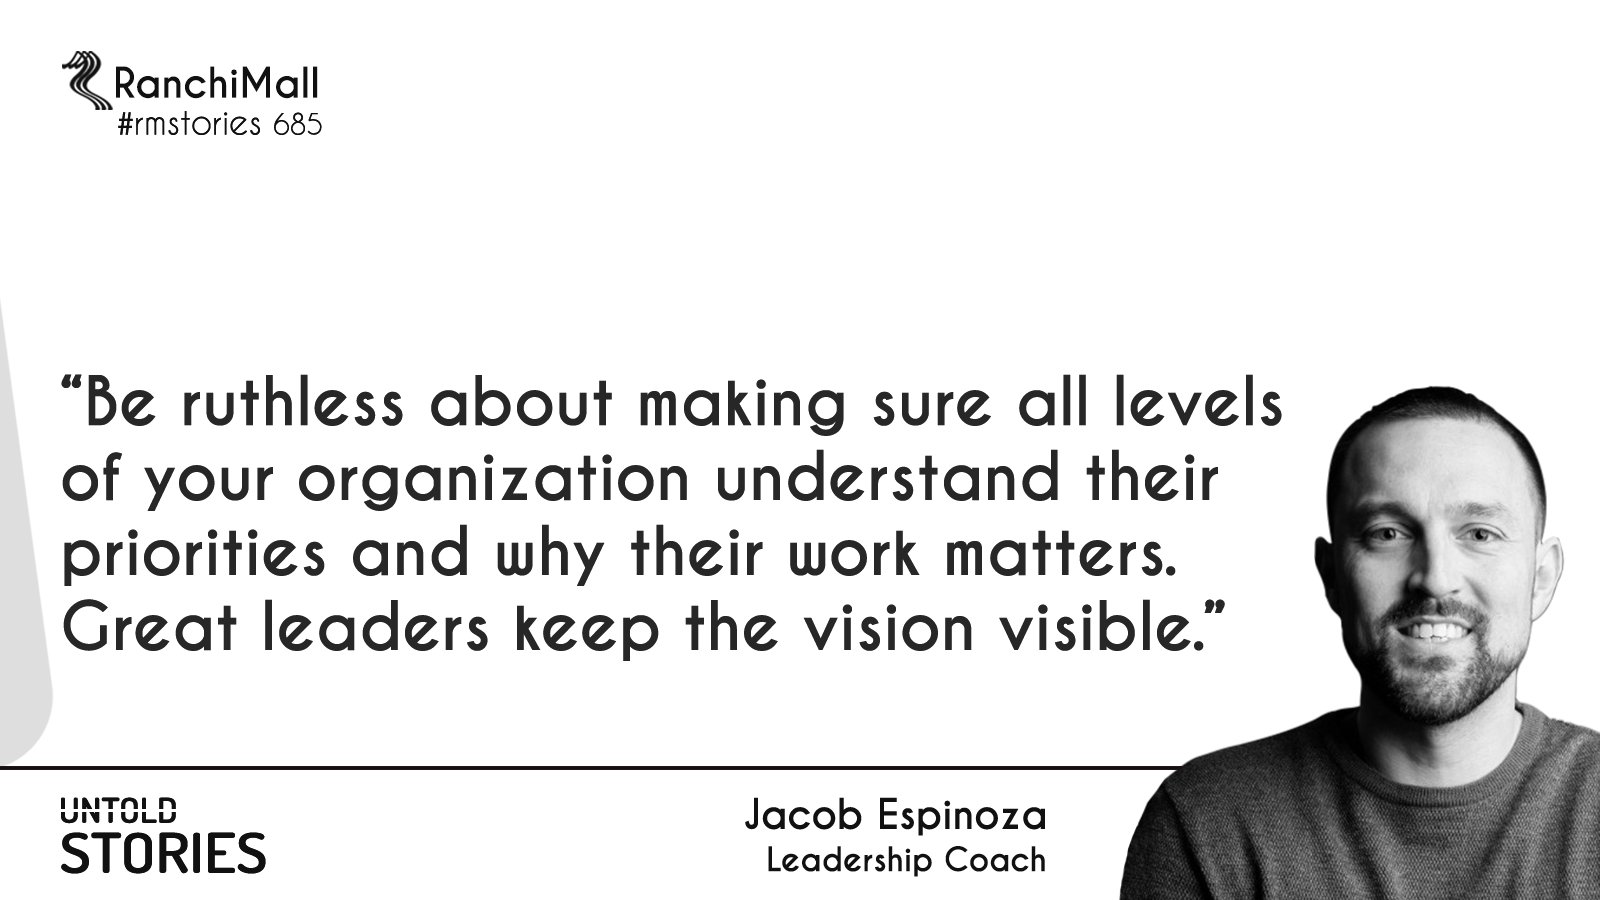 RanchiMall
#rmstories 685
“Be ruthless about making sure all levels
of your organization understand their
priorities and why their work matters.
Great leaders keep the vision visible.”
UNTOLD
STORIES
Jacob Espinoza
Leadership Coach